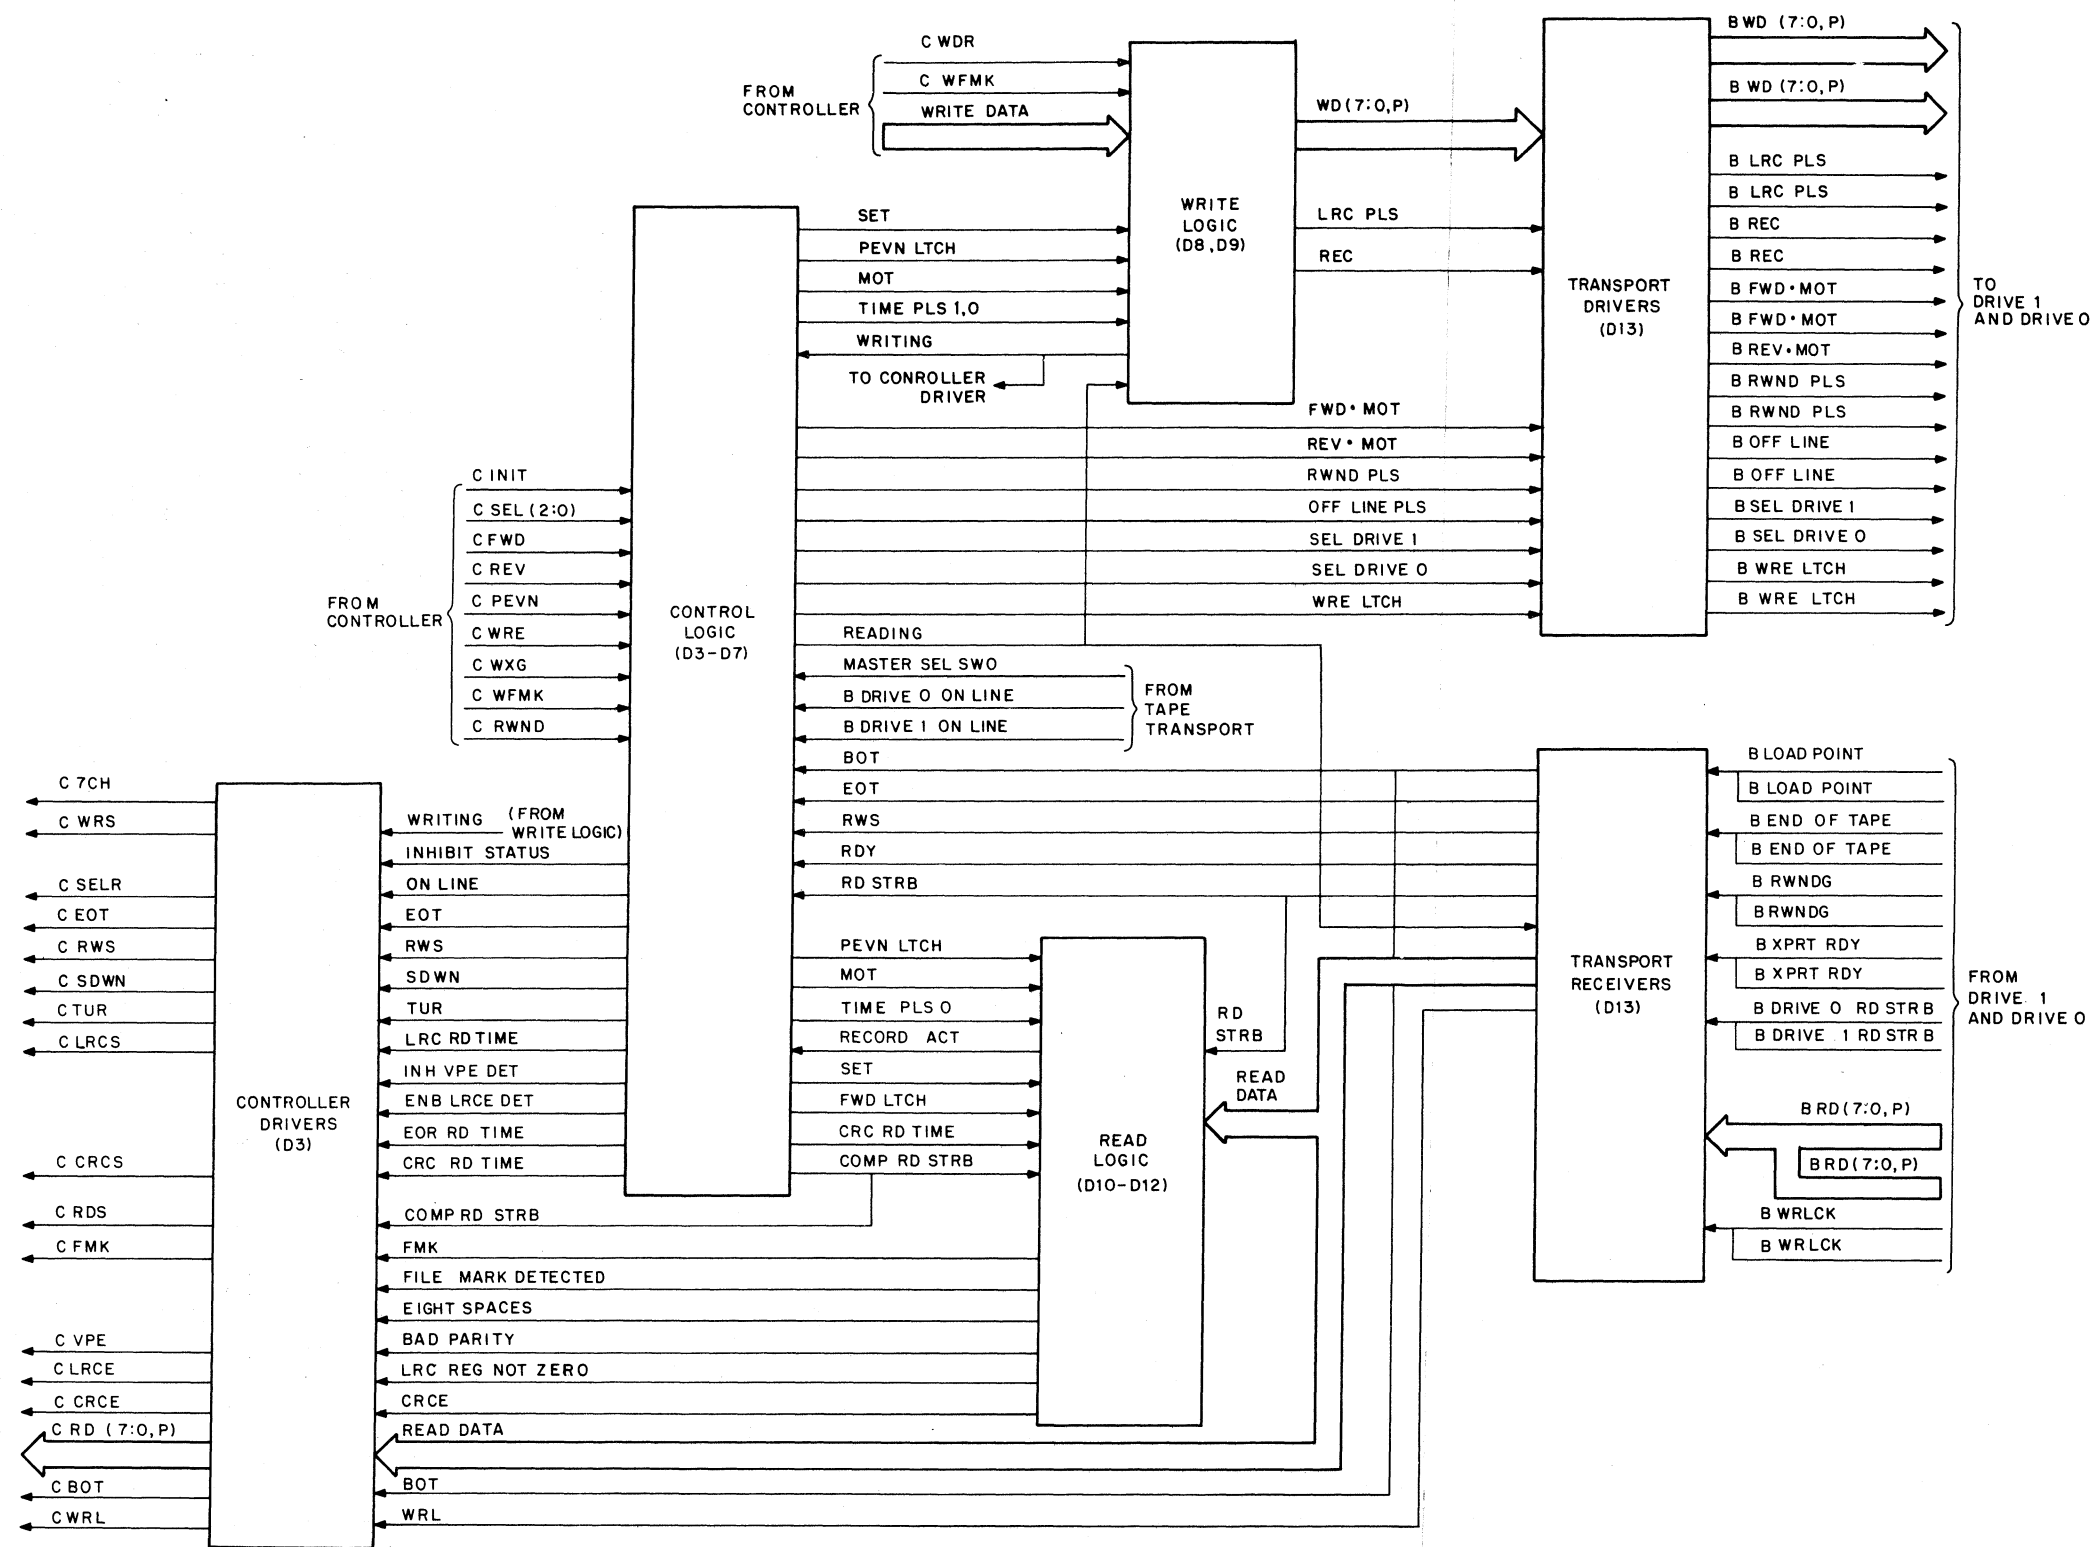 C WDR
C WFMK
WRITE DATA
FROM
CONTROLLER
WRITE
LOGIC
(D8,D9)
WD(7:0,P)
LRC PLS
REC
TRANSPORT
DRIVERS
(D13)
B WD (7:0,P)
B WD (7:0,P)
B LRC PLS
B LRC PLS
B REC
B REC
B FWD•MOT
B FWD•MOT
B REV•MOT
B RWND PLS
B RWND PLS
B OFF LINE
B OFF LINE
B SEL DRIVE 1
B SEL DRIVE 0
B WRE LTCH
B WRE LTCH
TO
DRIVE 1
AND DRIVE 0
SET
PEVN LTCH
MOT
TIME PLS 1,0
WRITING
TO CONROLLER
DRIVER
FWD•MOT
REV•MOT
RWND PLS
OFF LINE PLS
SEL DRIVE 1
SEL DRIVE 0
WRE LTCH
C INIT
C SEL (2:0)
C FWD
C REV
C PEVN
C WRE
C WXG
C WFMK
C RWND
FROM
CONTROLLER
CONTROL
LOGIC
(D3-D7)
READING
MASTER SEL SWO
B DRIVE 0 ON LINE
B DRIVE 1 ON LINE
FROM
TAPE
TRANSPORT
BOT
EOT
RWS
RDY
RD STRB
PEVN LTCH
MOT
TIME PLS 0
RECORD ACT
SET
FWD LTCH
CRC RD TIME
COMP RD STRB
RD
STRB
READ
DATA
READ
LOGIC
(D10-D12)
TRANSPORT
RECEIVERS
(D13)
B LOAD POINT
B LOAD POINT
B END OF TAPE
B END OF TAPE
B RWNDG
B RWNDG
B XPRT RDY
B XPRT RDY
B DRIVE 0 RD STRB
B DRIVE 1 RD STRB
B RD(7:0,P)
B RD(7:0,P)
B WRLCK
B WRLCK
FROM
DRIVE 1
AND DRIVE 0
C 7CH
C WRS
C SELR
C EOT
C RWS
C SDWN
C TUR
C LRCS
C CRCS
C RDS
C FMK
C VPE
C LRCE
C CRCE
C RD (7:0,P)
C BOT
C WRL
CONTROLLER
DRIVERS
(D3)
WRITING (FROM
WRITE LOGIC)
INHIBIT STATUS
ON LINE
EOT
RWS
SDWN
TUR
LRC RD TIME
INH VPE DET
ENB LRCE DET
EOR RD TIME
CRC RD TIME
COMP RD STRB
FMK
FILE MARK DETECTED
EIGHT SPACES
BAD PARITY
LRC REG NOT ZERO
CRCE
READ DATA
BOT
WRL